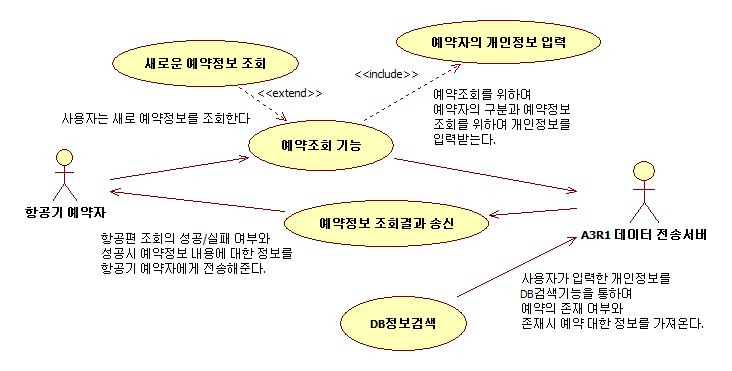 예약자의 개인정보 입력
새로운 예약정보 조회
<<include>>
<<extend>>
예약조회를 위하여
예약자의 구분과 예약정보
조회를 위하며 개인정보를
입력받는다.
사용자는 새로 예약정보를 조회한다
예약조회 기능
항공기 예약자
예약정보 조회결과 송신
A3R1 데이터 전송서버
항공편 조회의 성공/실패 여부와
성공시 예약정보 내용에 대한 정보를
항공기 예약자에게 전송해준다.
사용자가 입력한 개인정보를
DB검색기능을 통하며
예약의 존재 여부와
존재시 예약 대한 정보를 가져온다.
DB정보검색